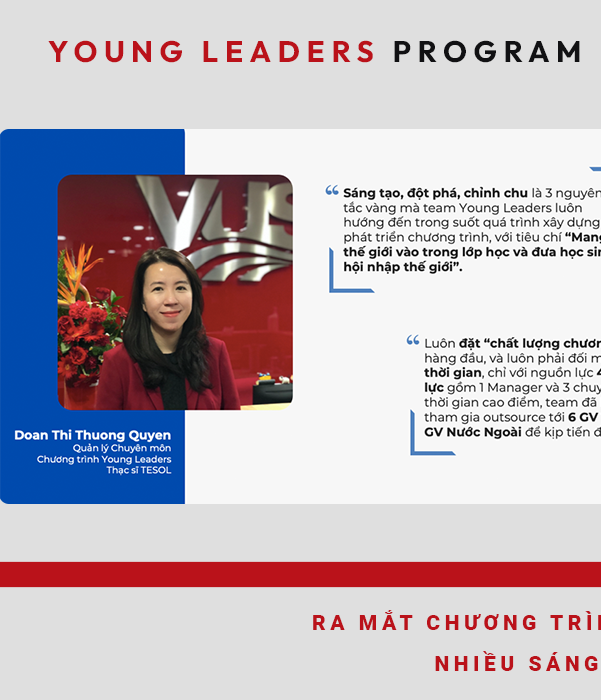 YOUNG LEADERS PROGRAM
VUS
“ Sáng tạo, đột phá, chỉnh chu là 3 nguyên
tắc vàng mà team Young Leaders luôn
hướng đến trong suốt quá trình xây dựng
phát triển chương trình, với tiêu chí “Mang
thế giới vào trong lớp học và đưa học sin
hội nhập thế giới”.
“ Luôn đặt “chất lượng chươn
hàng đầu, và luôn phải đối m
thời gian, chỉ với nguồn lực 4
lực gồm 1 Manager và 3 chuy
thời gian cao điểm, team đã
tham gia outsource tới 6 GV
GV Nước Ngoài để kịp tiến đ
Doan Thi Thuong Quyen
Quản lý Chuyên môn
Chương trình Young Leaders
Thạc sĩ TESOL
RA MẮT CHƯƠNG TRÌ
NHIỀU SÁNG